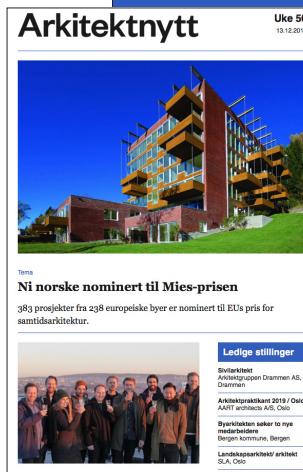 Arkitektnytt
Uke 50
13.12.201
Tema
Ni norske nominert til Mies-prisen
383 prosjekter fra 238 europeiske byer er nominert til EUs pris for
samtidsarkitektur.
Ledige stillinger
Sivilarkitekt
Arkitektgruppen Drammen AS,
Drammen
Arkitektpraktikant 2019 / Oslo
AART architects A/S, Oslo
Byarkitekten søker to nye
medarbeidere
Bergen kommune, Bergen
Landskapsarkitekt/ arkitekt
SLA, Oslo